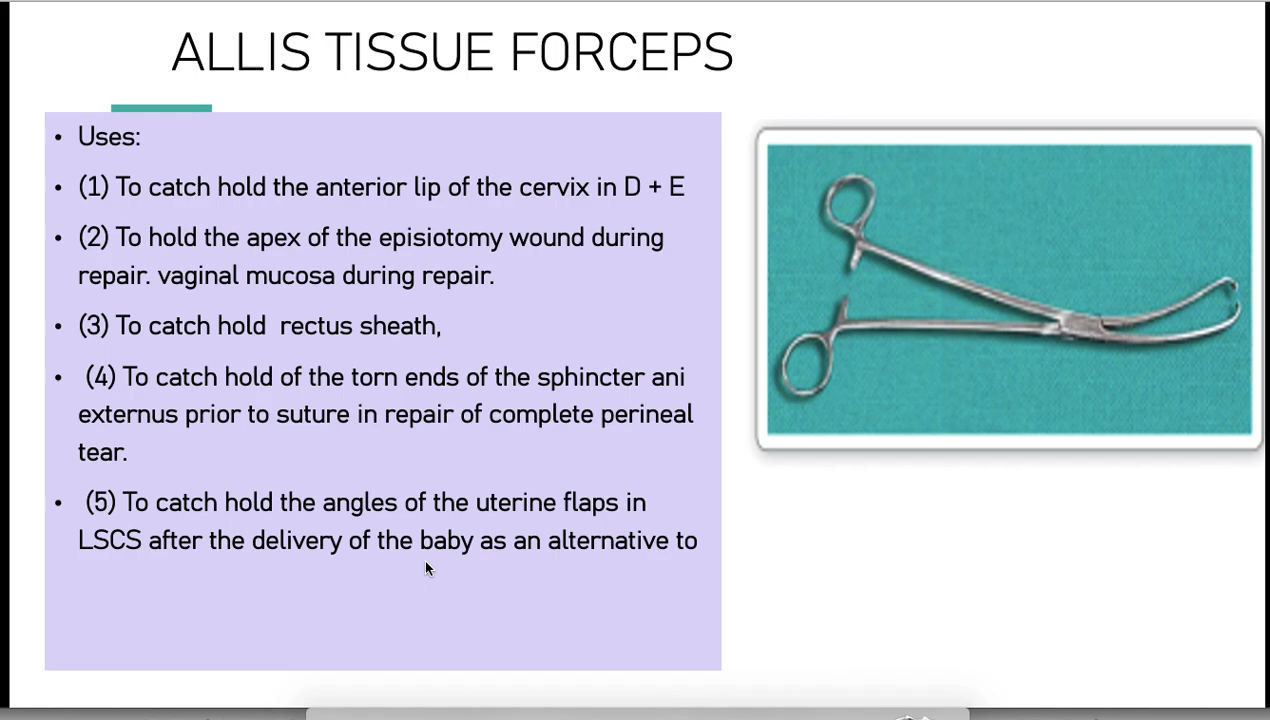 ALLIS TISSUE FORCEPS
• Uses:
• (1) To catch hold the anterior lip of the cervix in D + E
• (2) To hold the apex of the episiotomy wound during
repair. vaginal mucosa during repair.
• (3) To catch hold rectus sheath,
• (4) To catch hold of the torn ends of the sphincter ani
externus prior to suture in repair of complete perineal
tear.
• (5) To catch hold the angles of the uterine flaps in
LSCS after the delivery of the baby as an alternative to